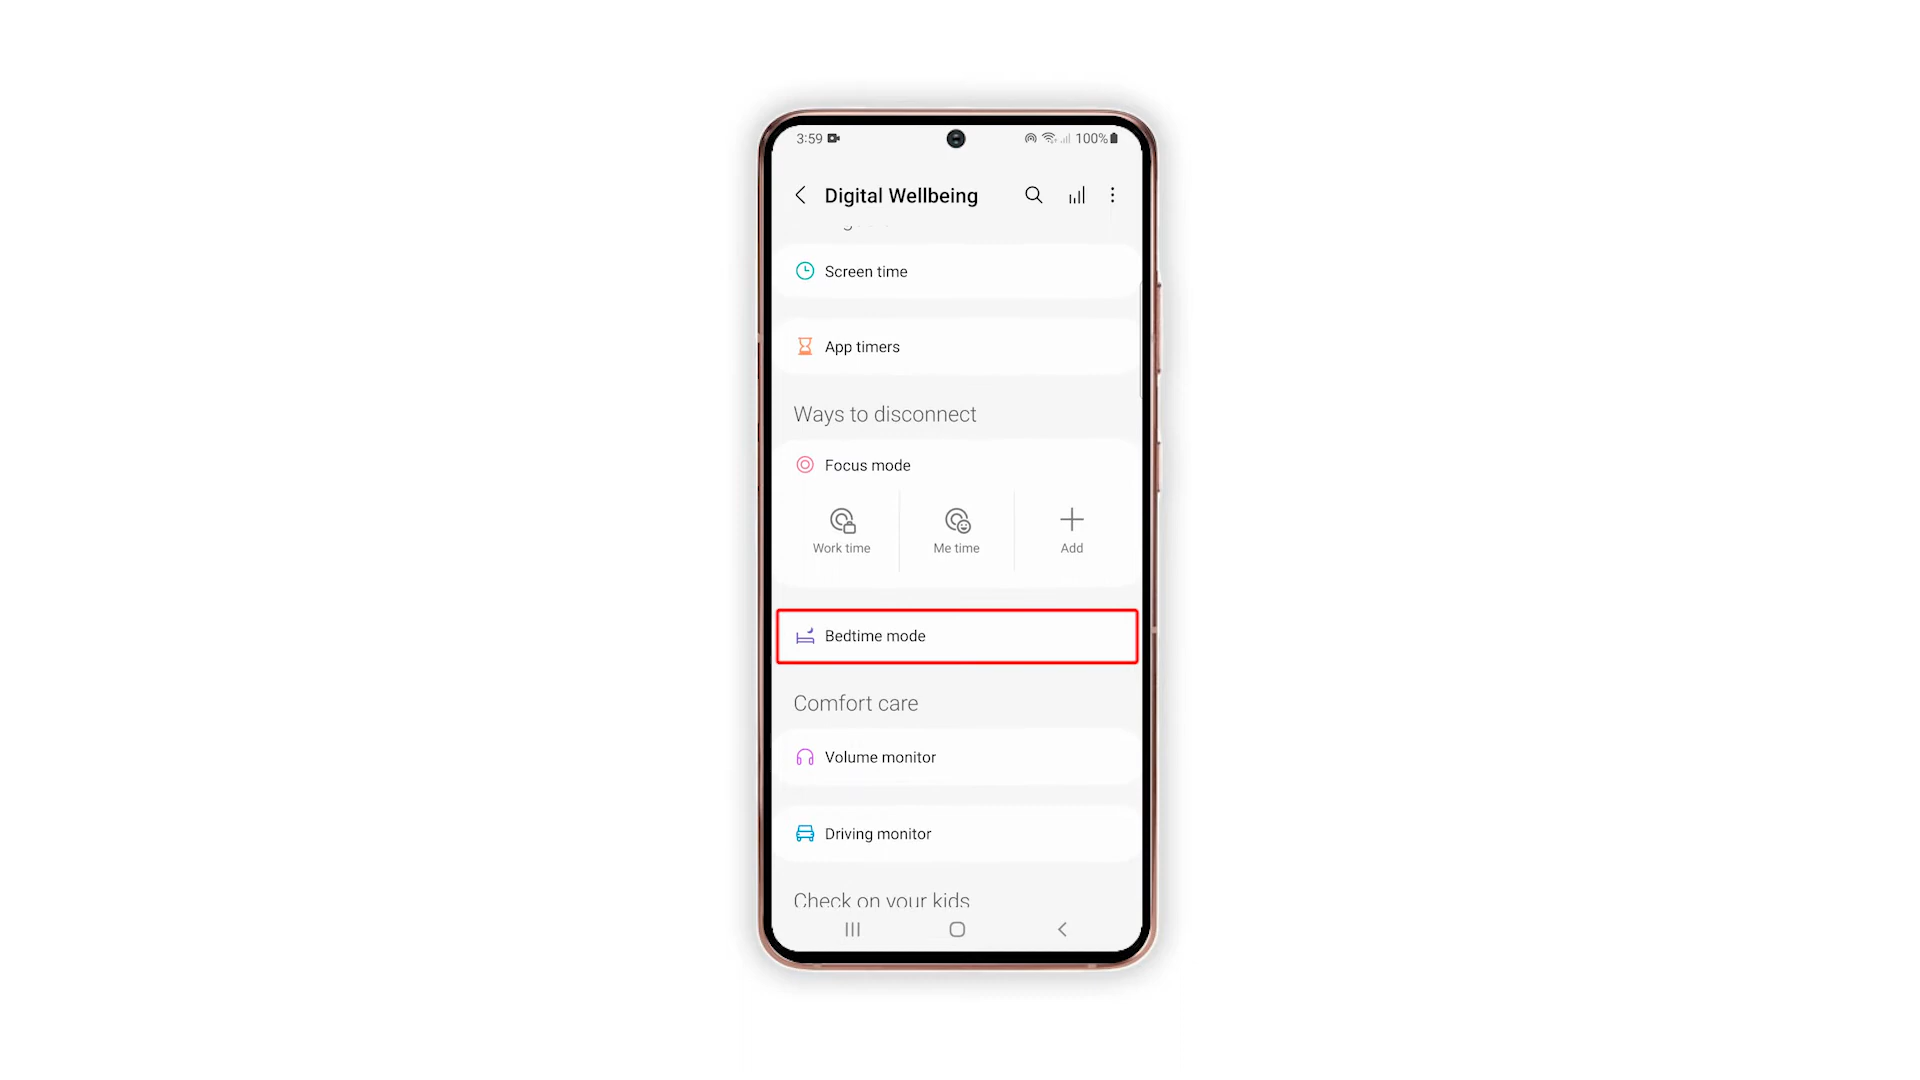 3:59
100%
Digital Wellbeing
Screen time
App timers
Ways to disconnect
Focus mode
Work time
Me time
Add
Bedtime mode
Comfort care
Volume monitor
Driving monitor
Check on your kids